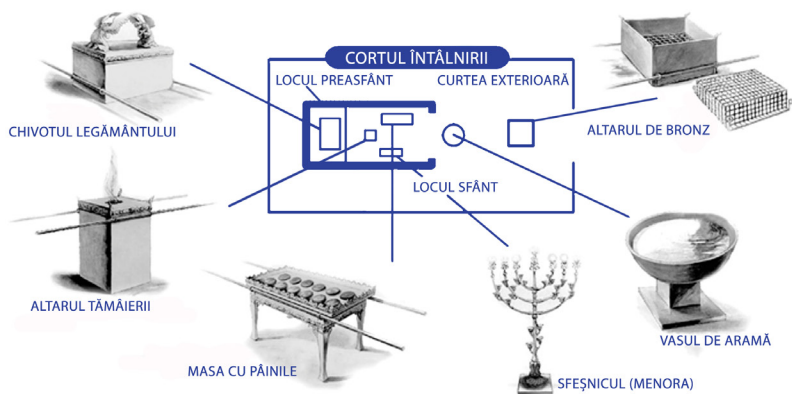 CORTUL ÎNTÂLNIRII
LOCUL PREASFÂNT
CURTEA EXTERIOARĂ
CHIVOTUL LEGĂMÂNTULUI
ALTARUL DE BRONZ
LOCUL SFÂNT
ALTARUL TĂMÂIERII
MASA CU PÂINILE
SFEȘNICUL (MENORA)
VASUL DE ARAMĂ